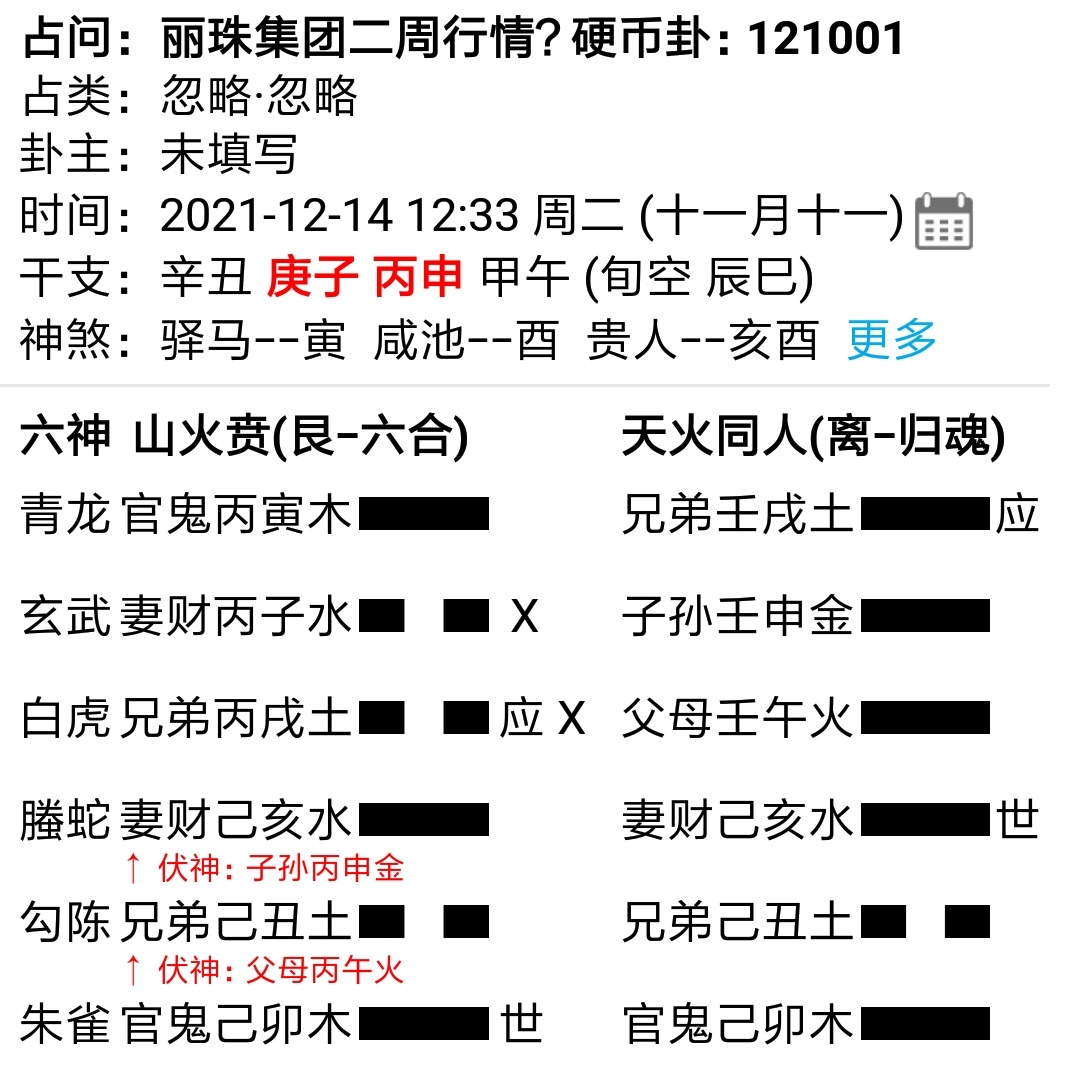 占问：丽珠集团二周行情?硬币卦：121001
占类：忽略·忽略
卦主：未填写
时间：2021-12-14 12:33 周二 (十一月十一)
干支：辛丑 庚子 丙申 甲午 (旬空 辰巳)
神煞：驿马--寅 咸池--酉 贵人--亥酉 更多
六神 山火贲(艮-六合) 天火同人(离-归魂)
青龙 官鬼丙寅木 兄弟壬戌土 应
玄武 妻财丙子水 X 子孙壬申金
白虎 兄弟丙戌土 应 X 父母壬午火
螣蛇 妻财己亥水 妻财己亥水 世
↑ 伏神：子孙丙申金
勾陈 兄弟己丑土 兄弟己丑土
↑ 伏神：父母丙午火
朱雀 官鬼己卯木 世 官鬼己卯木